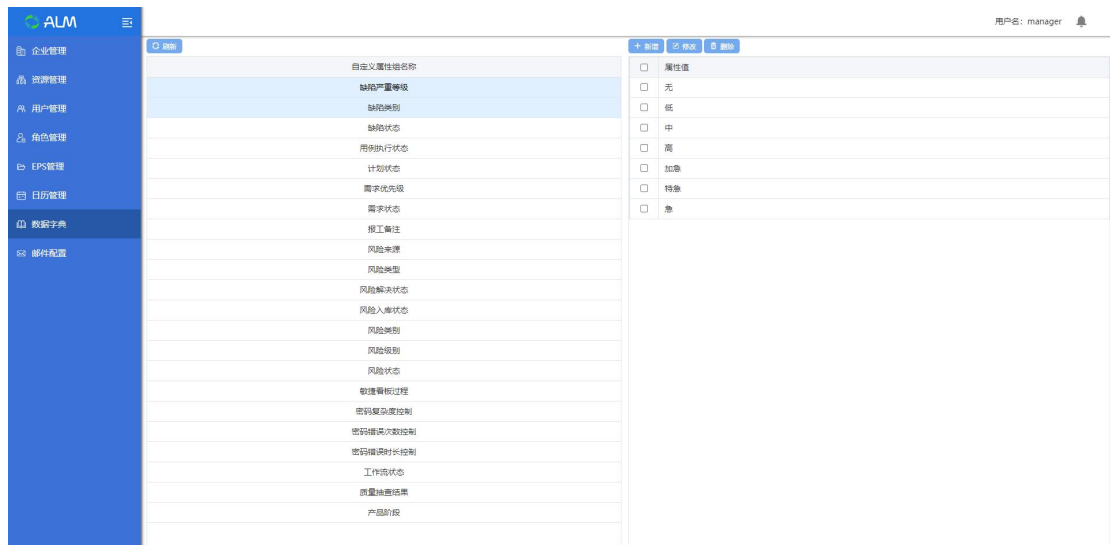 ALM
用户名：manager
企业管理
资源管理
用户管理
角色管理
EPS管理
日历管理
数据字典
邮件配置
刷新
自定义属性组名称
缺陷严重等级
缺陷类别
缺陷状态
用例执行状态
计划状态
需求优先级
需求状态
报工备注
风险来源
风险类型
风险解决状态
风险入库状态
风险类别
风险级别
风险状态
敏捷看板过程
密码复杂度控制
密码错误次数控制
密码错误时长控制
工作流状态
质量抽查结果
产品阶段
新增 修改 删除
属性值
无
低
中
高
加急
特急
急